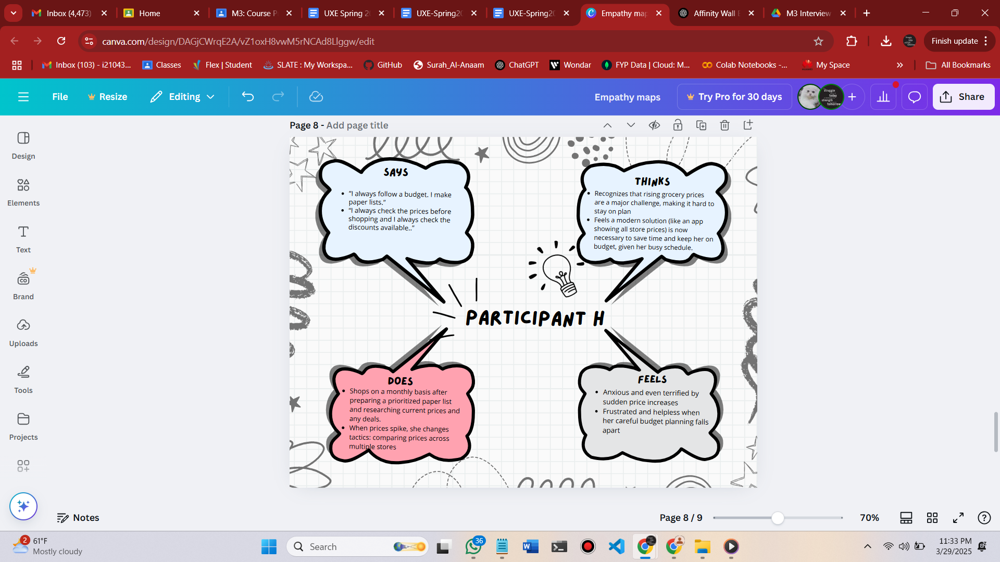 Inbox (4,473)
Home
M3: Course P
UXE Spring 2
UXE-Spring20
UXE-Spring20
Empathy map
Affinity Wall E
M3 Interview
canva.com/design/DAGjCWrqE2A/vZ1oxH8vwM5rNCAd8Llggw/edit
Finish update
Inbox (103) - i21043...
Classes
Flex | Student
SLATE : My Workspa...
GitHub
Surah_Al-Anaam
ChatGPT
Wondar
FYP Data | Cloud: M...
Colab Notebooks -...
My Space
All Bookmarks
File
Resize
Editing
Empathy maps
Try Pro for 30 days
Share
Design
Elements
Text
Brand
Uploads
Tools
Projects
Page 8 - Add page title
SAYS
• “I always follow a budget. I make
paper lists.”
• “I always check the prices before
shopping and I always check the
discounts available..”
THINKS
• Recognizes that rising grocery prices
are a major challenge, making it hard to
stay on plan
• Feels a modern solution (like an app
showing all store prices) is now
necessary to save time and keep her on
budget, given her busy schedule.
PARTICIPANT H
DOES
• Shops on a monthly basis after
preparing a prioritized paper list
and researching current prices and
any deals.
• When prices spike, she changes
tactics: comparing prices across
multiple stores
FEELS
• Anxious and even terrified by
sudden price increases
• Frustrated and helpless when
her careful budget planning falls
apart
Notes
Page 8 / 9
70%
2
61°F
Mostly cloudy
Search
36
11:33 PM
3/29/2025